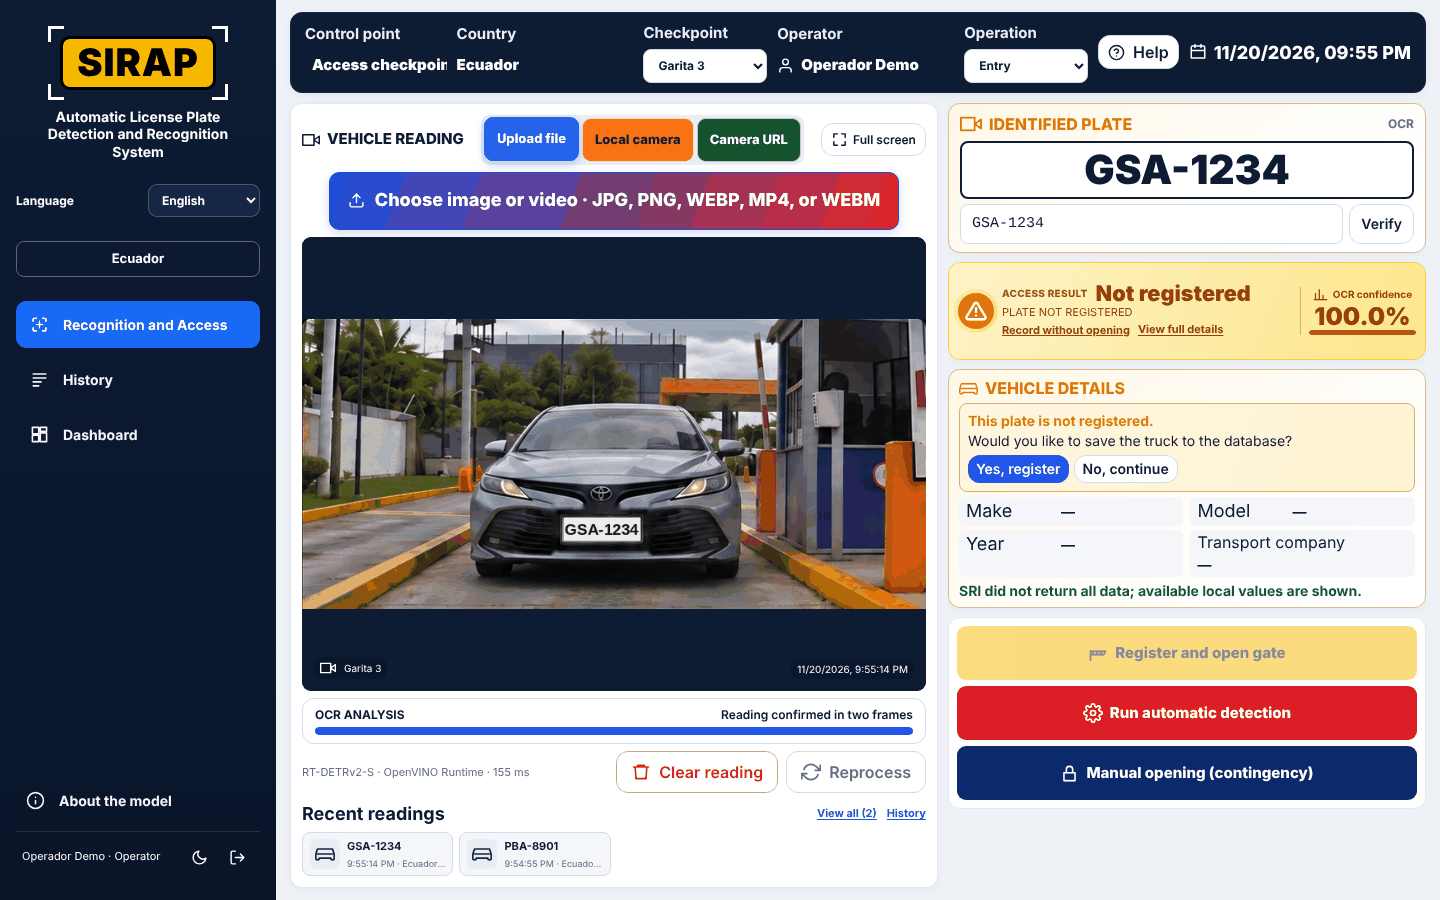 SIRAP
Automatic License Plate
Detection and Recognition
System
Language
English
Ecuador
Recognition and Access
History
Dashboard
About the model
Operador Demo · Operator
Control point
Access checkpoin
Country
Ecuador
Checkpoint
Garita 3
Operator
Operador Demo
Operation
Entry
Help
11/20/2026, 09:55 PM
VEHICLE READING
Upload file
Local camera
Camera URL
Full screen
Choose image or video · JPG, PNG, WEBP, MP4, or WEBM
GSA-1234
Garita 3
11/20/2026, 9:55:14 PM
OCR ANALYSIS
Reading confirmed in two frames
RT-DETRv2-S · OpenVINO Runtime · 155 ms
Clear reading
Reprocess
Recent readings
View all (2)
History
GSA-1234
9:55:14 PM · Ecuador...
PBA-8901
9:54:55 PM · Ecuado...
IDENTIFIED PLATE
OCR
GSA-1234
GSA-1234
Verify
ACCESS RESULT Not registered
PLATE NOT REGISTERED
Record without opening View full details
OCR confidence
100.0%
VEHICLE DETAILS
This plate is not registered.
Would you like to save the truck to the database?
Yes, register
No, continue
Make —
Model —
Year —
Transport company
—
SRI did not return all data; available local values are shown.
Register and open gate
Run automatic detection
Manual opening (contingency)